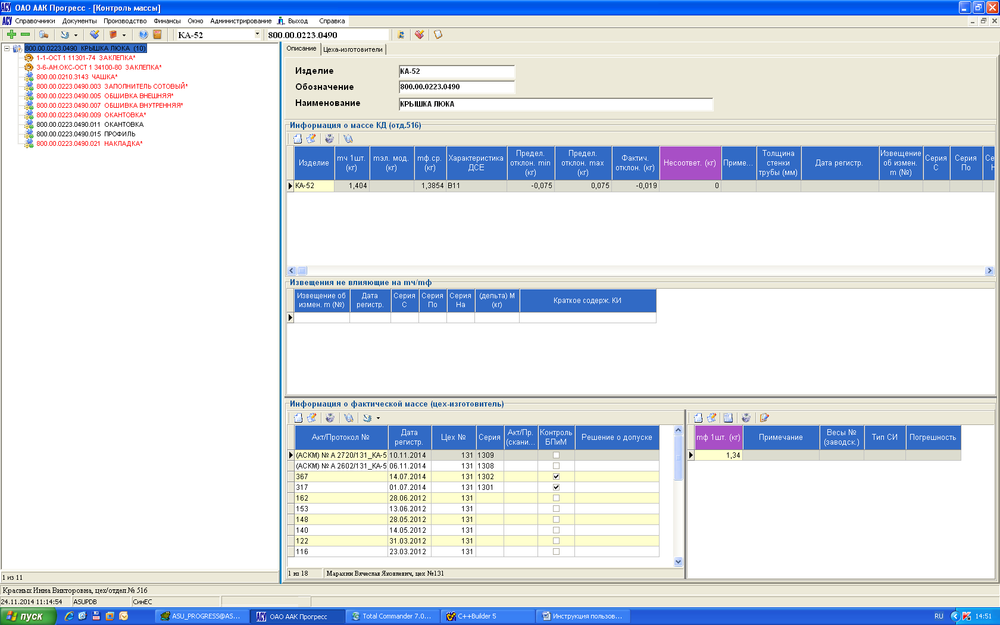 ОАО ААК Прогресс - [Контроль массы]
АСУ Справочники Документы Производство Финансы Окно Администрирование Выход Справка
КА-52 800.00.0223.0490
800.00.0223.0490 КРЫШКА ЛЮКА (10)
1-1-ОСТ 1 11301-74 ЗАКЛЕПКА*
3-6-АН.ОКС-ОСТ 1 34100-80 ЗАКЛЕПКА*
800.00.0210.3143 ЧАШКА*
800.00.0223.0490.003 ЗАПОЛНИТЕЛЬ СОТОВЫЙ*
800.00.0223.0490.005 ОБШИВКА ВНЕШНЯЯ*
800.00.0223.0490.007 ОБШИВКА ВНУТРЕННЯЯ*
800.00.0223.0490.009 ОКАНТОВКА*
800.00.0223.0490.011 ОКАНТОВКА
800.00.0223.0490.015 ПРОФИЛЬ
800.00.0223.0490.021 НАКЛАДКА*
1 из 11
Описание Цеха-изготовители
Изделие КА-52
Обозначение 800.00.0223.0490
Наименование КРЫШКА ЛЮКА
Информация о массе КД (отд.516)
Изделие mч 1шт. (кг) mэл. мод. (кг) mф.ср. (кг) Характеристика ДСЕ Предел. отклон. min (кг) Предел. отклон. max (кг) Фактич. отклон. (кг) Несоответ. (кг) Приме... Толщина стенки трубы (мм) Дата регистр. Извещение об измен. m (№) Серия С Серия По Се Н
КА-52 1,404 1,3854 В11 -0,075 0,075 -0,019 0
Извещения не влияющие на mч/mф
Извещение об измен. m (№) Дата регистр. Серия С Серия По Серия На (дельта) М (кг) Краткое содерж. КИ
Информация о фактической массе (цех-изготовитель)
Акт/Протокол № Дата регистр. Цех № Серия Акт/Пр. (скани... Контроль БПиМ Решение о допуске
(АСКМ) № А 2720/131_КА-5 10.11.2014 131 1309
(АСКМ) № А 2602/131_КА-5 06.11.2014 131 1308
367 14.07.2014 131 1302
317 01.07.2014 131 1301
162 28.06.2012 131
153 13.06.2012 131
148 28.05.2012 131
140 14.05.2012 131
122 31.03.2012 131
116 23.03.2012 131
1 из 18 Марахин Вячеслав Яковлевич, цех №131
mф 1шт. (кг) Примечание Весы № (заводск.) Тип СИ Погрешность
1,34
Красных Инна Викторовна, цех/отдел № 516
24.11.2014 11:14:54 ASUPDB СинЕС
пуск ASU_PROGRESS@AS... АСУ ОАО ААК Прогресс Total Commander 7.0... C++Builder 5 Инструкция пользов... RU 14:51